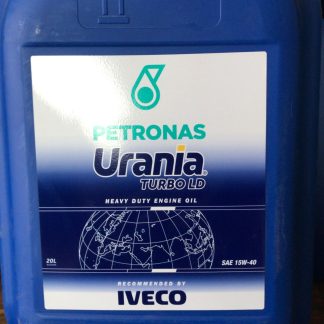 PETRONAS
Urania
TURBO LD
HEAVY DUTY ENGINE OIL
20L
SAE 15W-40
RECOMMENDED BY
IVECO